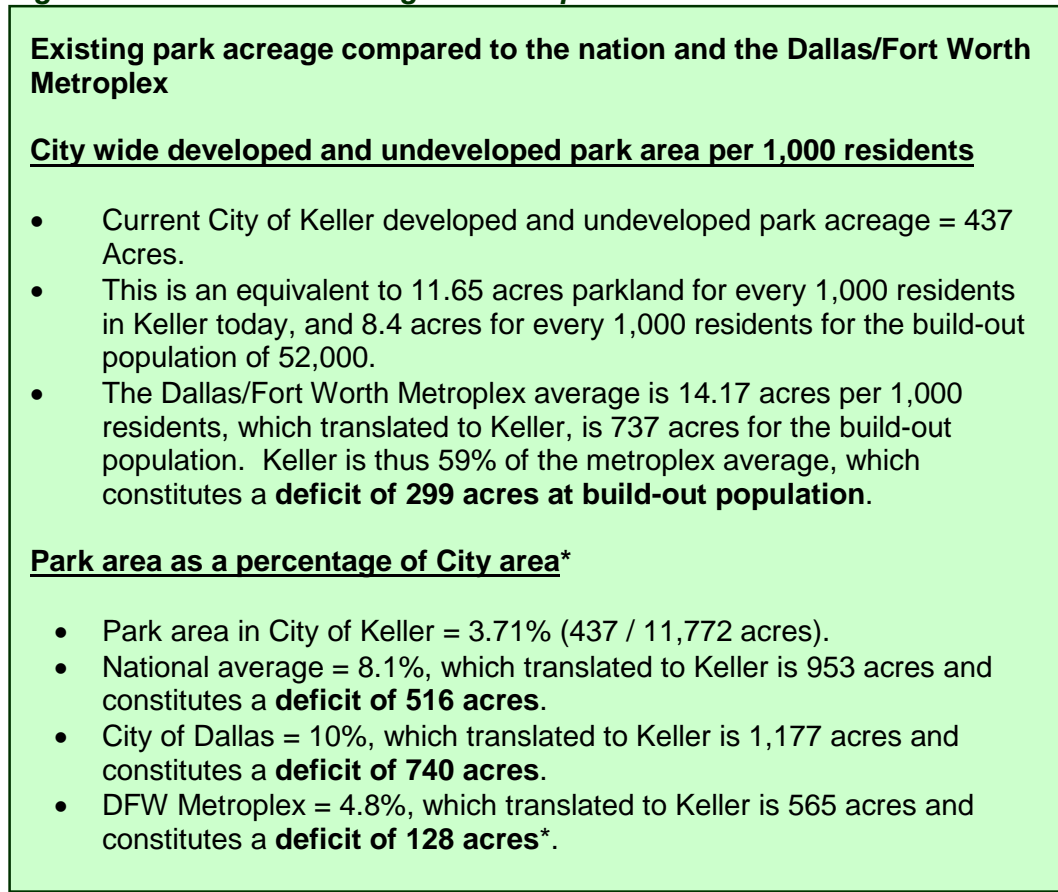 Existing park acreage compared to the nation and the Dallas/Fort Worth
Metroplex
City wide developed and undeveloped park area per 1,000 residents
• Current City of Keller developed and undeveloped park acreage = 437
Acres.
• This is an equivalent to 11.65 acres parkland for every 1,000 residents
in Keller today, and 8.4 acres for every 1,000 residents for the build-out
population of 52,000.
• The Dallas/Fort Worth Metroplex average is 14.17 acres per 1,000
residents, which translated to Keller, is 737 acres for the build-out
population. Keller is thus 59% of the metroplex average, which
constitutes a deficit of 299 acres at build-out population.
Park area as a percentage of City area*
• Park area in City of Keller = 3.71% (437 / 11,772 acres).
• National average = 8.1%, which translated to Keller is 953 acres and
constitutes a deficit of 516 acres.
• City of Dallas = 10%, which translated to Keller is 1,177 acres and
constitutes a deficit of 740 acres.
• DFW Metroplex = 4.8%, which translated to Keller is 565 acres and
constitutes a deficit of 128 acres*.